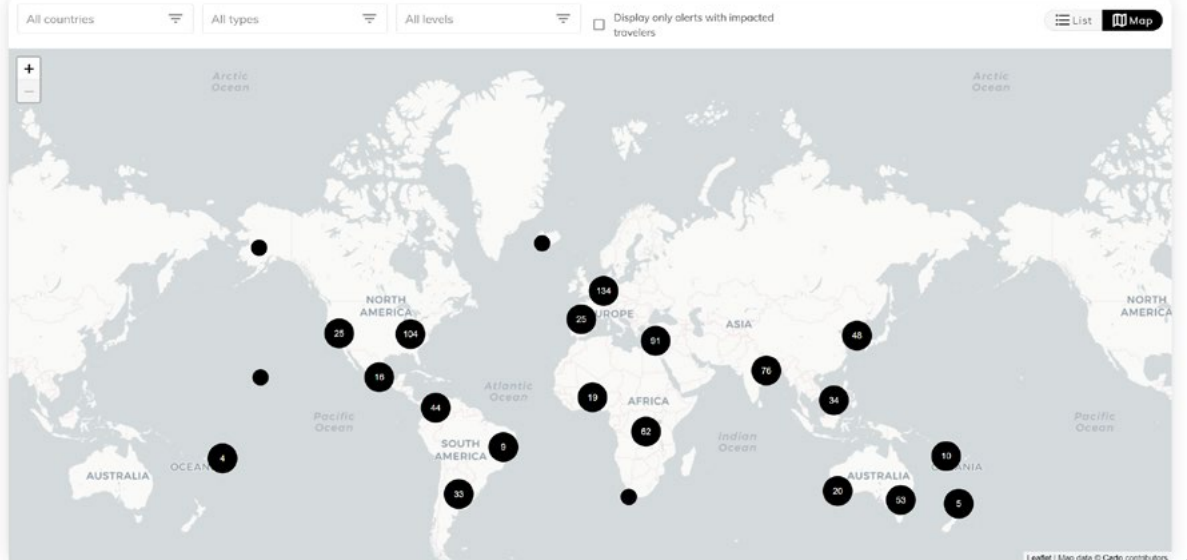 All countries
All types
All levels
Display only alerts with impacted
travelers
List
Map
+
−
Arctic
Ocean
Arctic
Ocean
134
NORTH
AMERICA
25
UROPE
NORTH
AMERICA
ASIA
25
104
91
48
76
16
Atlantic
Ocean
19
AFRICA
34
44
Pacific
Ocean
62
Pacific
Ocean
Indian
Ocean
SOUTH
AMERICA
9
4
OCEAN
10
ANIA
AUSTRALIA
AUSTRALIA
33
20
53
5
Leaflet | Map data © Carto contributors.